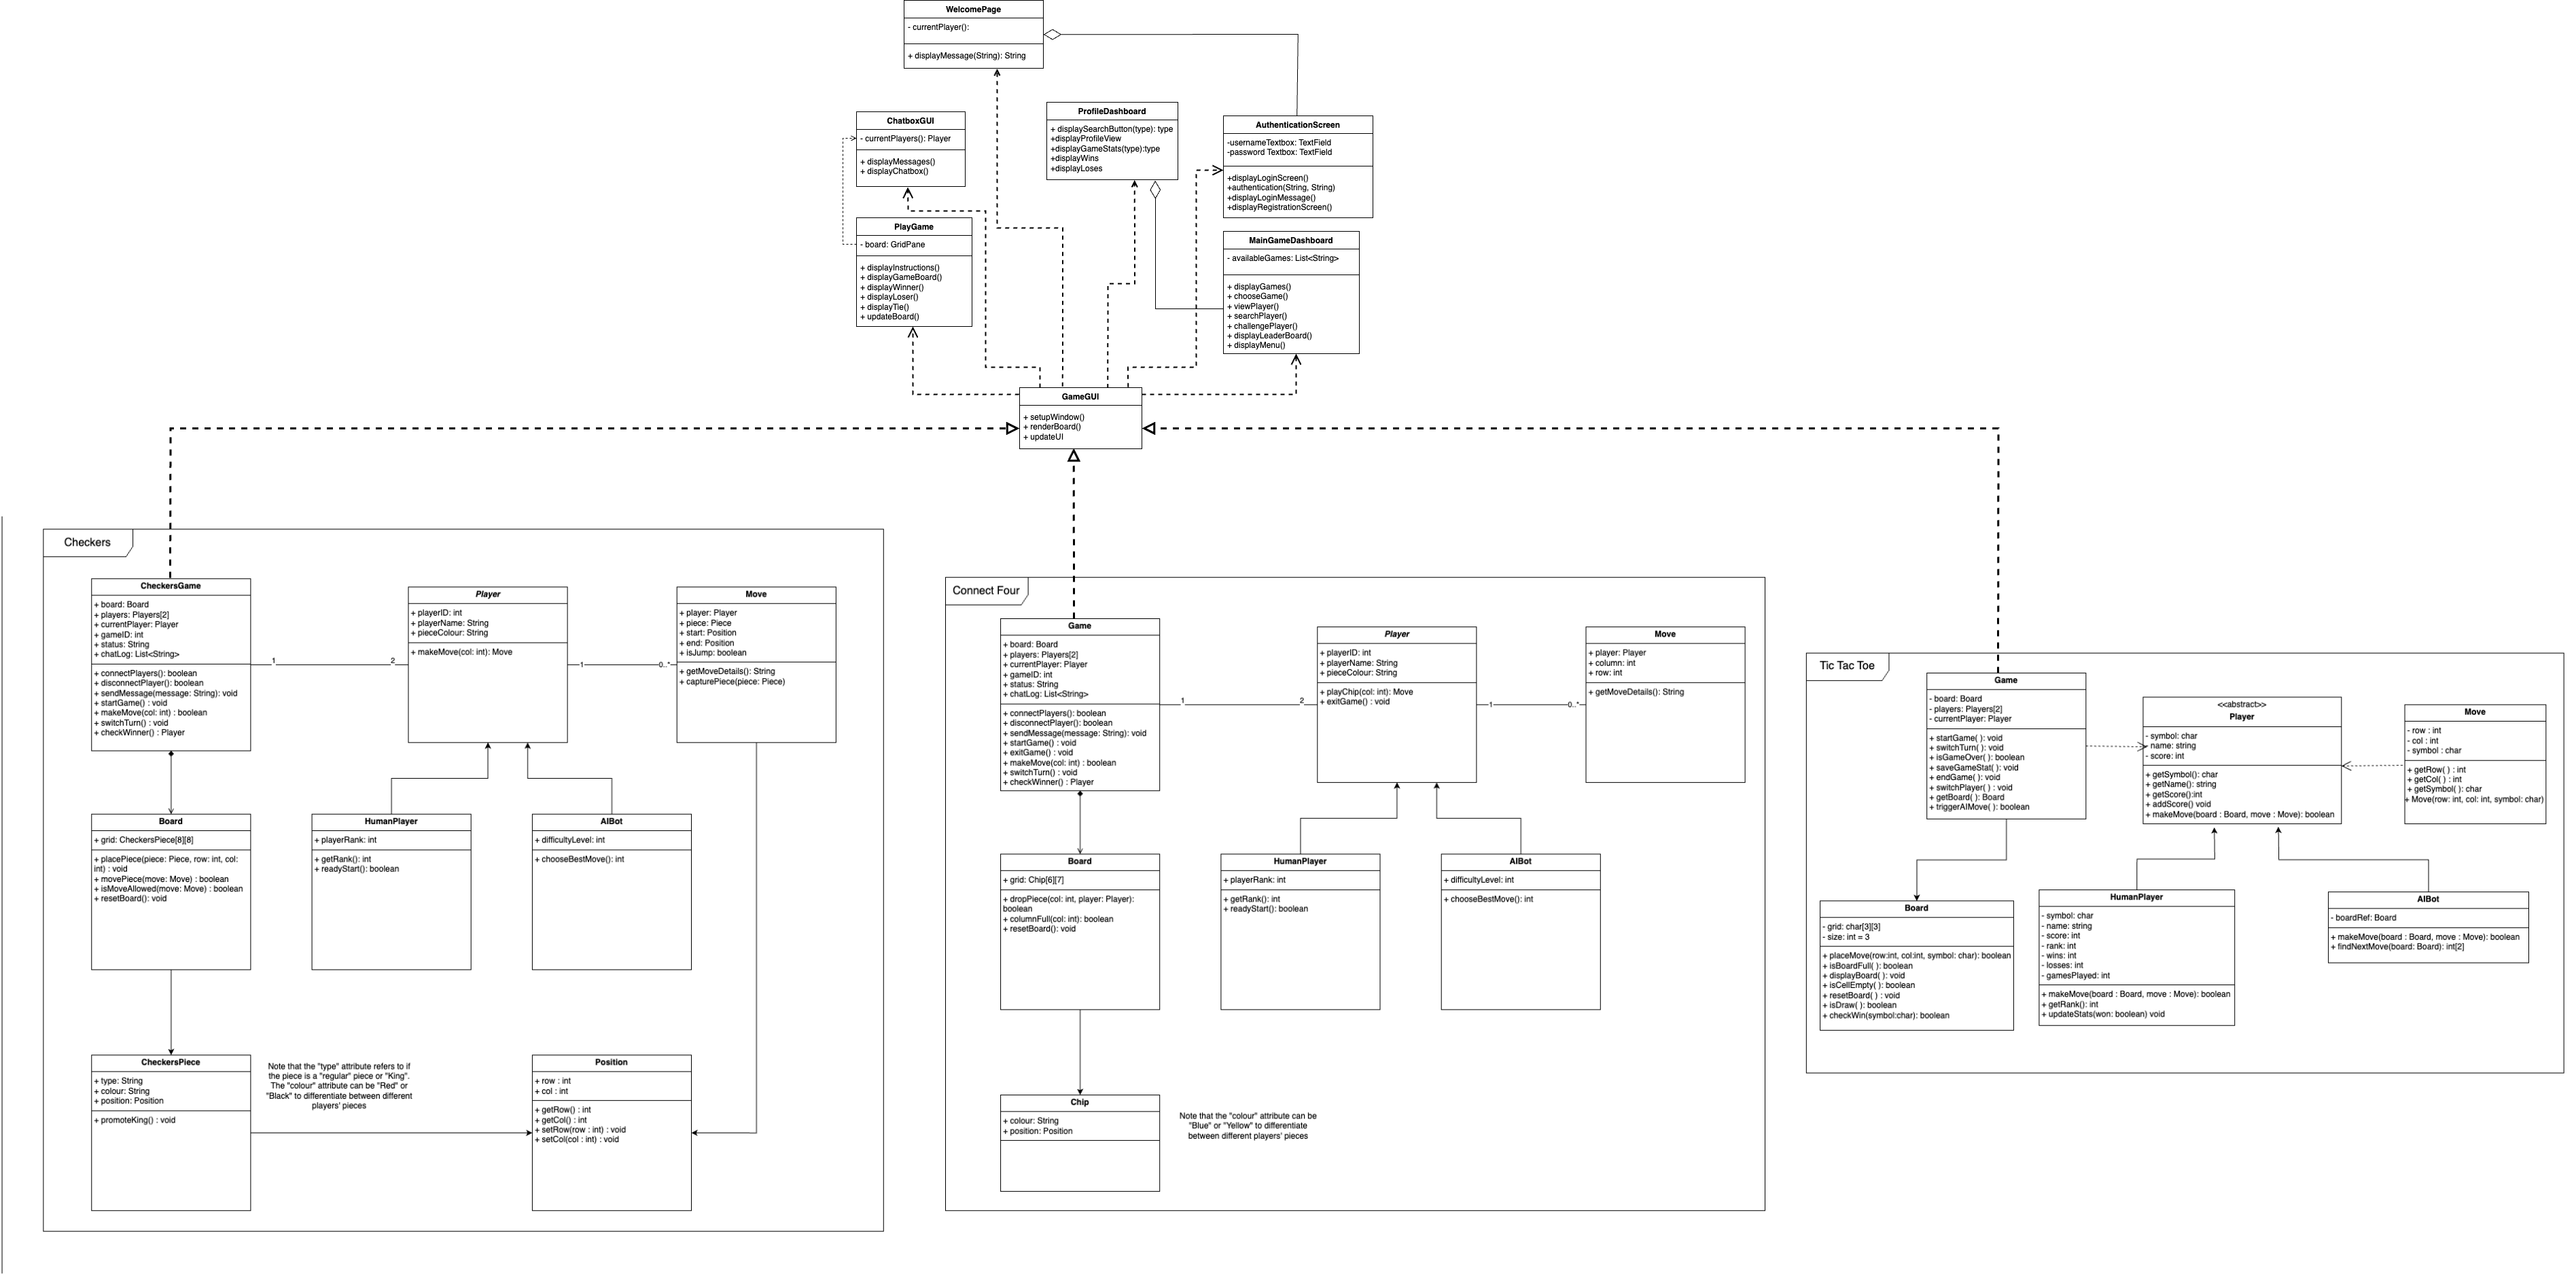 WelcomePage
- currentPlayer():
+ displayMessage(String): String
ChatboxGUI
- currentPlayers(): Player
+ displayMessages()
+ displayChatbox()
ProfileDashboard
+ displaySearchButton(type): type
+displayProfileView
+displayGameStats(type):type
+displayWins
+displayLoses
AuthenticationScreen
-usernameTextbox: TextField
-password Textbox: TextField
+displayLoginScreen()
+authentication(String, String)
+displayLoginMessage()
+displayRegistrationScreen()
PlayGame
- board: GridPane
+ displayInstructions()
+ displayGameBoard()
+ displayWinner()
+ displayLoser()
+ displayTie()
+ updateBoard()
MainGameDashboard
- availableGames: List<String>
+ displayGames()
+ chooseGame()
+ viewPlayer()
+ searchPlayer()
+ challengePlayer()
+ displayLeaderBoard()
+ displayMenu()
GameGUI
+ setupWindow()
+ renderBoard()
+ updateUI
Checkers
CheckersGame
+ board: Board
+ players: Players[2]
+ currentPlayer: Player
+ gameID: int
+ status: String
+ chatLog: List<String>
+ connectPlayers(): boolean
+ disconnectPlayer(): boolean
+ sendMessage(message: String): void
+ startGame() : void
+ makeMove(col: int) : boolean
+ switchTurn() : void
+ checkWinner() : Player
1
2
Player
+ playerID: int
+ playerName: String
+ pieceColour: String
+ makeMove(col: int): Move
1
0..*
Move
+ player: Player
+ piece: Piece
+ start: Position
+ end: Position
+ isJump: boolean
+ getMoveDetails(): String
+ capturePiece(piece: Piece)
Board
+ grid: CheckersPiece[8][8]
+ placePiece(piece: Piece, row: int, col:
int) : void
+ movePiece(move: Move) : boolean
+ isMoveAllowed(move: Move) : boolean
+ resetBoard(): void
HumanPlayer
+ playerRank: int
+ getRank(): int
+ readyStart(): boolean
AIBot
+ difficultyLevel: int
+ chooseBestMove(): int
CheckersPiece
+ type: String
+ colour: String
+ position: Position
+ promoteKing() : void
Note that the "type" attribute refers to if
the piece is a "regular" piece or "King".
The "colour" attribute can be "Red" or
"Black" to differentiate between different
players' pieces
Position
+ row : int
+ col : int
+ getRow() : int
+ getCol() : int
+ setRow(row : int) : void
+ setCol(col : int) : void
Connect Four
Game
+ board: Board
+ players: Players[2]
+ currentPlayer: Player
+ gameID: int
+ status: String
+ chatLog: List<String>
+ connectPlayers(): boolean
+ disconnectPlayer(): boolean
+ sendMessage(message: String): void
+ startGame() : void
+ exitGame() : void
+ makeMove(col: int) : boolean
+ switchTurn() : void
+ checkWinner() : Player
1
2
Player
+ playerID: int
+ playerName: String
+ pieceColour: String
+ playChip(col: int): Move
+ exitGame() : void
1
0..*
Move
+ player: Player
+ column: int
+ row: int
+ getMoveDetails(): String
Board
+ grid: Chip[6][7]
+ dropPiece(col: int, player: Player):
boolean
+ columnFull(col: int): boolean
+ resetBoard(): void
HumanPlayer
+ playerRank: int
+ getRank(): int
+ readyStart(): boolean
AIBot
+ difficultyLevel: int
+ chooseBestMove(): int
Chip
+ colour: String
+ position: Position
Note that the "colour" attribute can be
"Blue" or "Yellow" to differentiate
between different players' pieces
Tic Tac Toe
Game
- board: Board
- players: Players[2]
- currentPlayer: Player
+ startGame( ): void
+ switchTurn( ): void
+ isGameOver( ): boolean
+ saveGameStat( ): void
+ endGame( ): void
+ switchPlayer( ) : void
+ getBoard( ): Board
+ triggerAIMove( ): boolean
<<abstract>>
Player
- symbol: char
- name: string
- score: int
+ getSymbol(): char
+ getName(): string
+ getScore():int
+ addScore() void
+ makeMove(board : Board, move : Move): boolean
Move
- row : int
- col : int
- symbol : char
+ getRow( ) : int
+ getCol( ) : int
+ getSymbol( ): char
+ Move(row: int, col: int, symbol: char)
Board
- grid: char[3][3]
- size: int = 3
+ placeMove(row:int, col:int, symbol: char): boolean
+ isBoardFull( ): boolean
+ displayBoard( ): void
+ isCellEmpty( ): boolean
+ resetBoard( ) : void
+ isDraw( ): boolean
+ checkWin(symbol:char): boolean
HumanPlayer
- symbol: char
- name: string
- score: int
- rank: int
- wins: int
- losses: int
- gamesPlayed: int
+ makeMove(board : Board, move : Move): boolean
+ getRank(): int
+ updateStats(won: boolean) void
AIBot
- boardRef: Board
+ makeMove(board : Board, move : Move): boolean
+ findNextMove(board: Board): int[2]